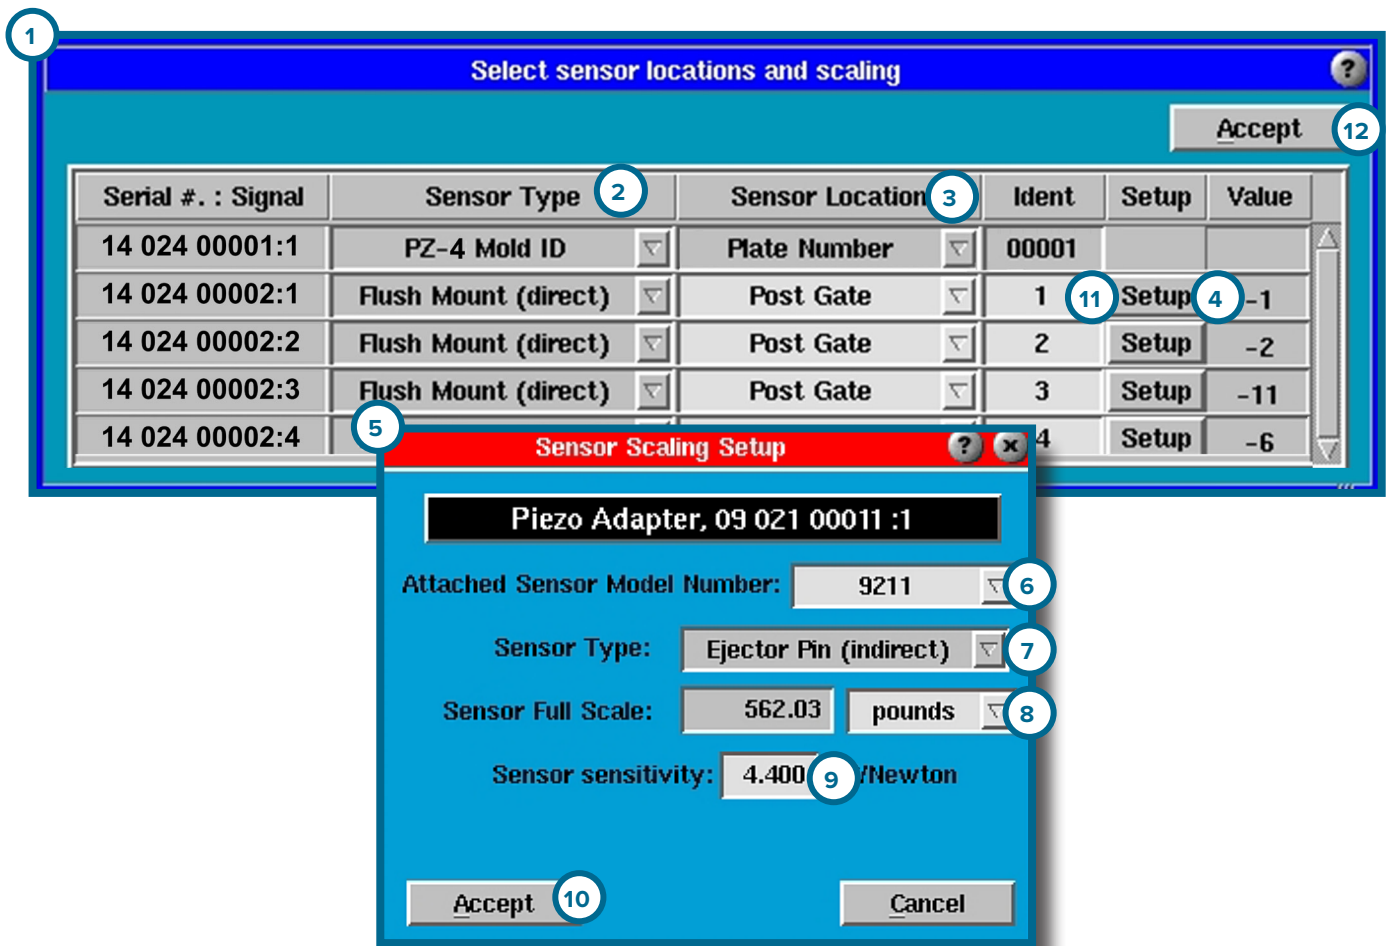 1
Select sensor locations and scaling ?
Accept 12
Serial #. : Signal Sensor Type 2 Sensor Location 3 Ident Setup Value
14 024 00001:1 PZ-4 Mold ID Plate Number 00001
14 024 00002:1 Flush Mount (direct) Post Gate 1 11 Setup 4 -1
14 024 00002:2 Flush Mount (direct) Post Gate 2 Setup -2
14 024 00002:3 Flush Mount (direct) Post Gate 3 Setup -11
14 024 00002:4 4 Setup -6
5 Sensor Scaling Setup ? x
Piezo Adapter, 09 021 00011 :1
Attached Sensor Model Number: 9211 6
Sensor Type: Ejector Pin (indirect) 7
Sensor Full Scale: 562.03 pounds 8
Sensor sensitivity: 4.400 9 /Newton
Accept 10 Cancel